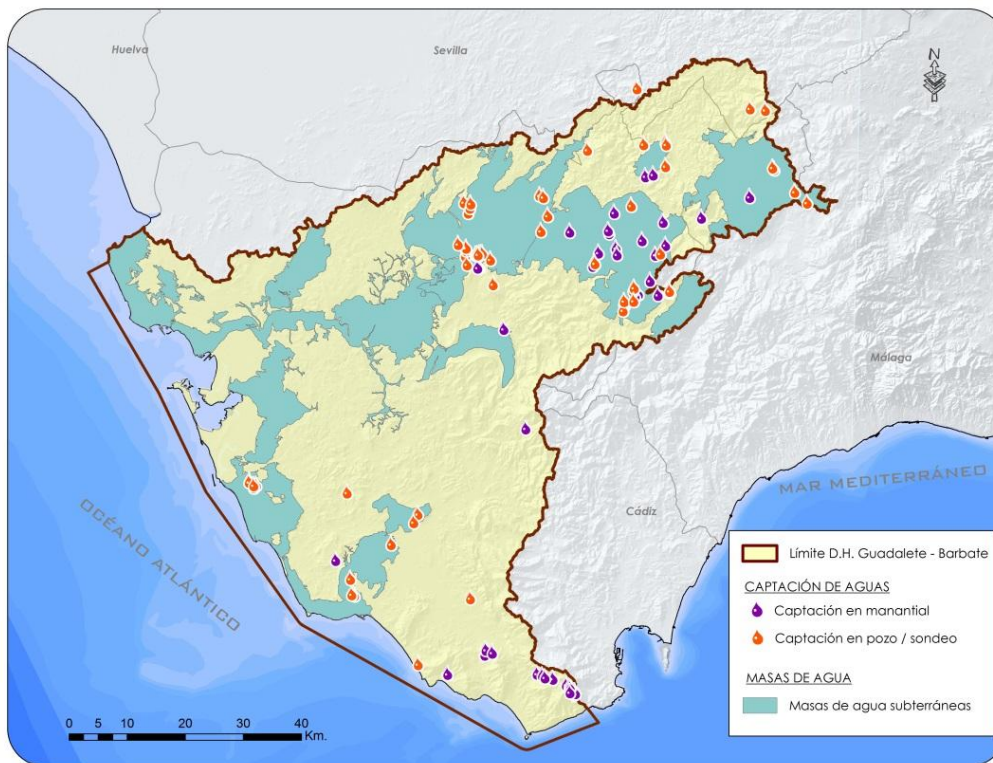 Huelva
Sevilla
N
Málaga
MAR MEDITERRÁNEO
Cádiz
OCÉANO ATLÁNTICO
Límite D.H. Guadalete - Barbate
CAPTACIÓN DE AGUAS
Captación en manantial
Captación en pozo / sondeo
MASAS DE AGUA
Masas de agua subterráneas
0 5 10 20 30 40
Km.